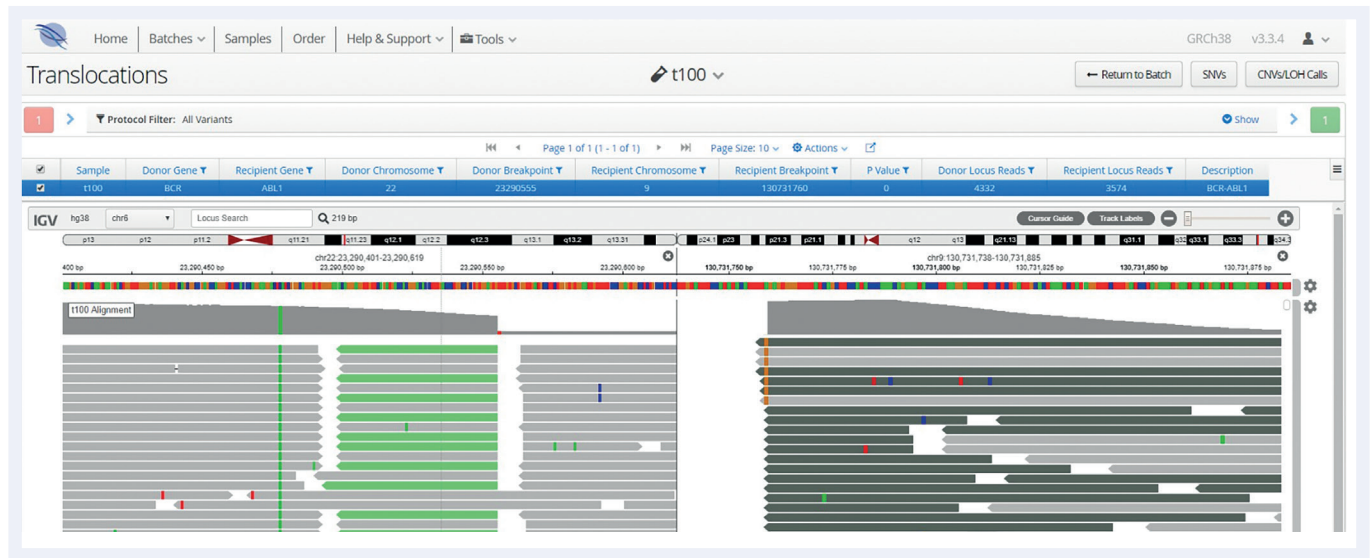 Home Batches Samples Order Help & Support Tools GRCh38 v3.3.4
Translocations t100 Return to Batch SNVs CNVs/LOH Calls
1 Protocol Filter: All Variants Show 1
Page 1 of 1 (1 - 1 of 1) Page Size: 10 Actions
Sample Donor Gene Recipient Gene Donor Chromosome Donor Breakpoint Recipient Chromosome Recipient Breakpoint P Value Donor Locus Reads Recipient Locus Reads Description
t100 BCR ABL1 22 23290555 9 130731760 0 4332 3574 BCR-ABL1
IGV hg38 chr6 Locus Search 219 bp Cursor Guide Track Labels
p13 p12 p11.2 q11.21 q11.23 q12.1 q12.2 q12.3 q13.1 q13.2 q13.31 p24.1 p23 p21.3 p21.1 q12 q13 q21.13 q31.1 q32 q33.1 q33.3 q34.3
chr22:23,290,401-23,290,619 chr9:130,731,738-130,731,885
400 bp 23,290,450 bp 23,290,500 bp 23,290,550 bp 23,290,600 bp 130,731,750 bp 130,731,775 bp 130,731,800 bp 130,731,825 bp 130,731,850 bp 130,731,875 bp
t100 Alignment